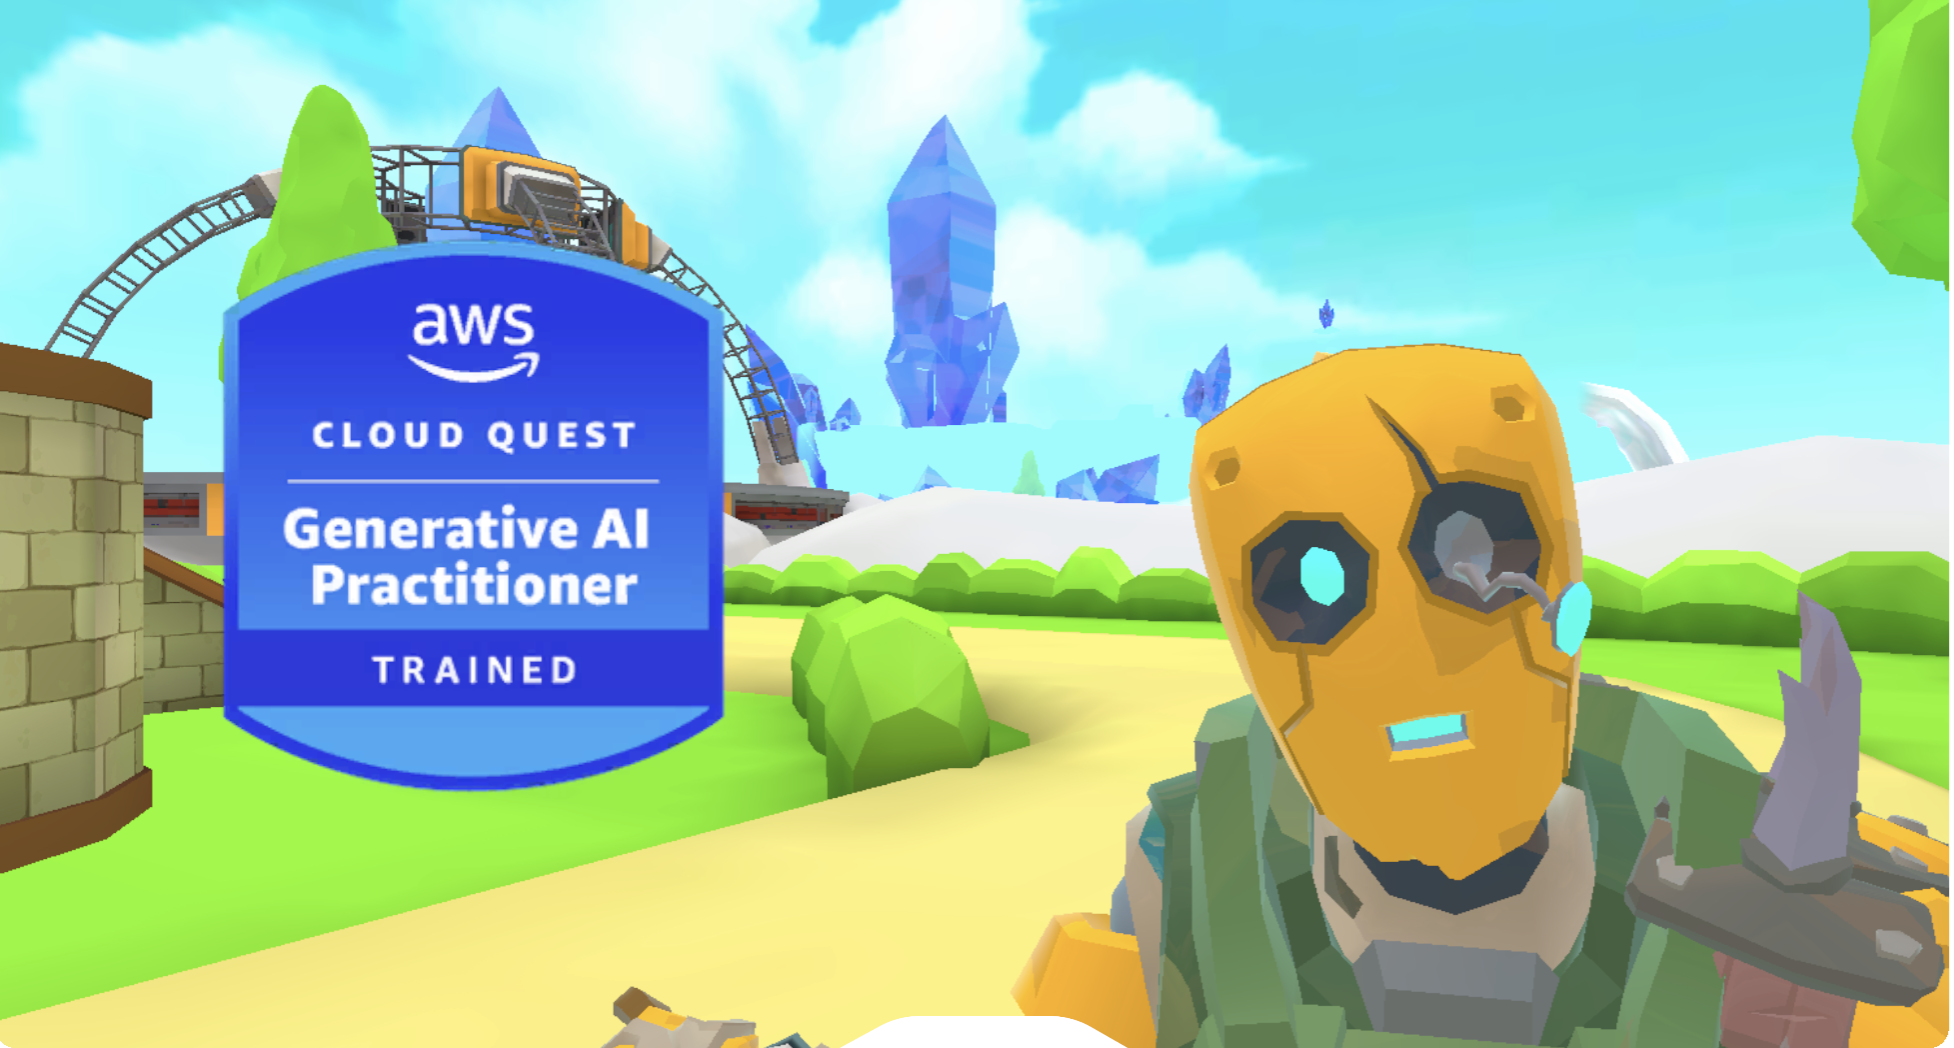 aws
CLOUD QUEST
Generative AI
Practitioner
TRAINED